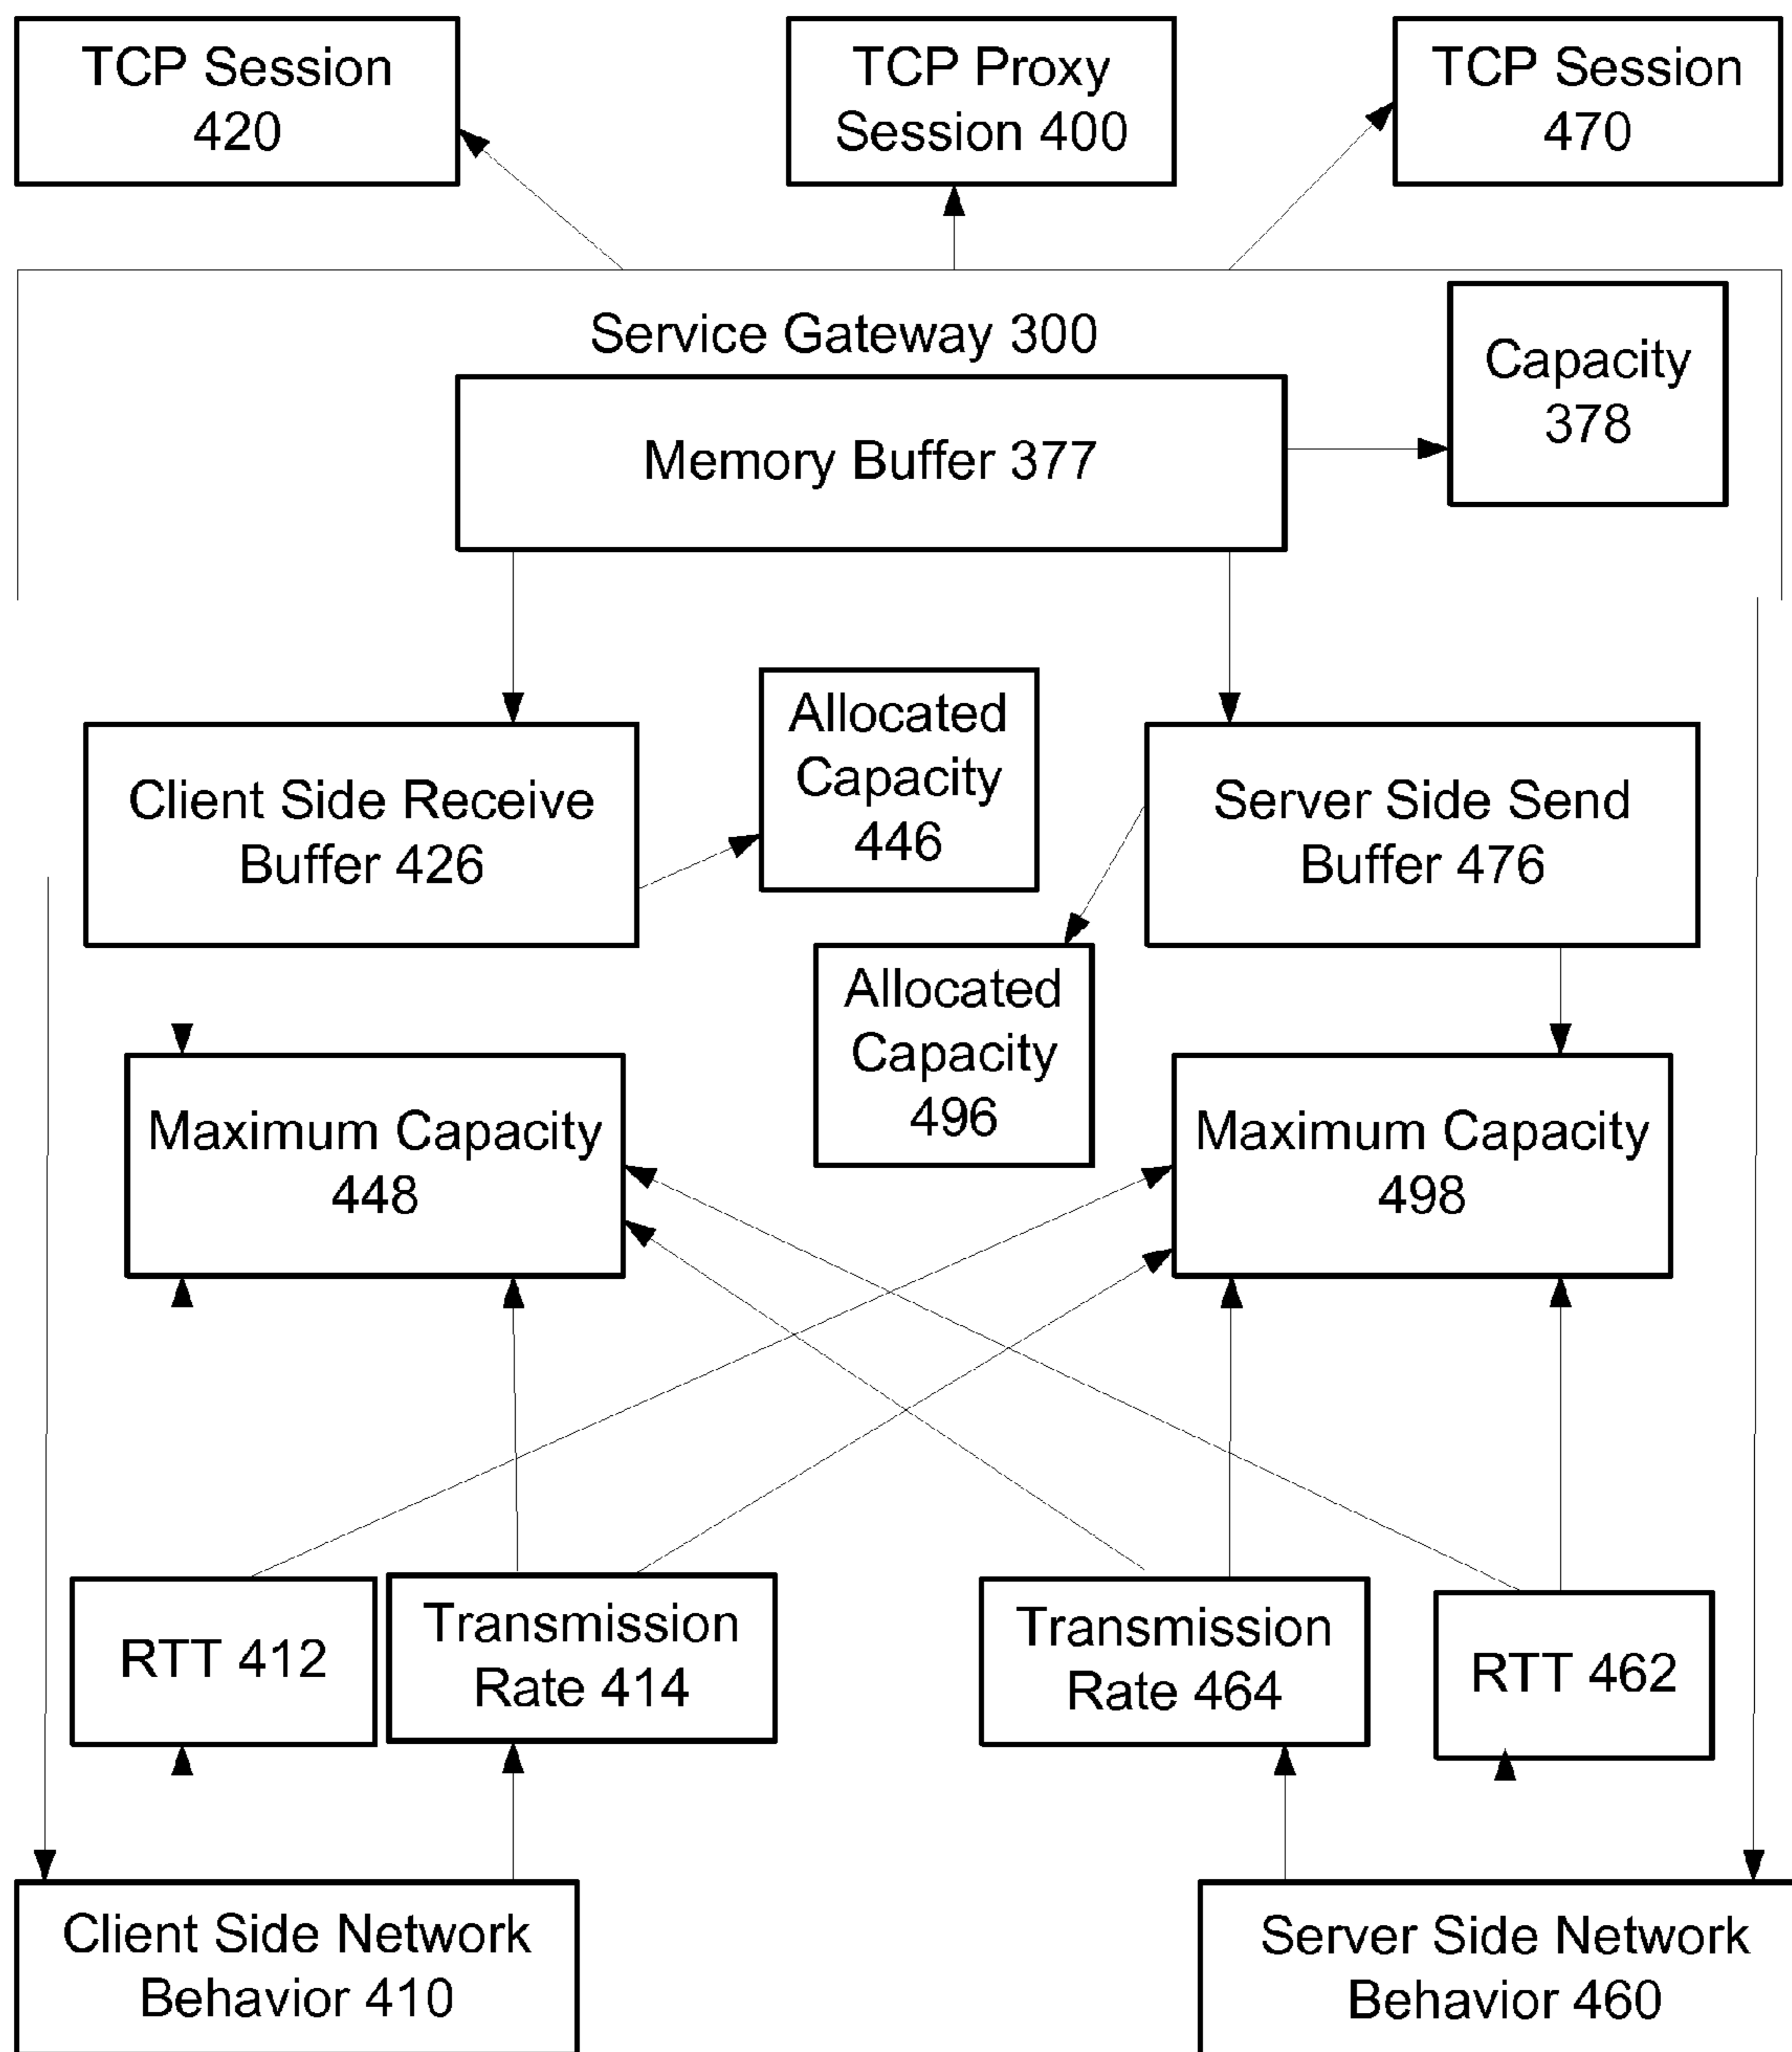 TCP Session
420
TCP Proxy
Session 400
TCP Session
470
Service Gateway 300
Capacity
378
Memory Buffer 377
Allocated
Capacity
446
Client Side Receive
Buffer 426
Server Side Send
Buffer 476
Allocated
Capacity
496
Maximum Capacity
448
Maximum Capacity
498
RTT 412
Transmission
Rate 414
Transmission
Rate 464
RTT 462
Client Side Network
Behavior 410
Server Side Network
Behavior 460